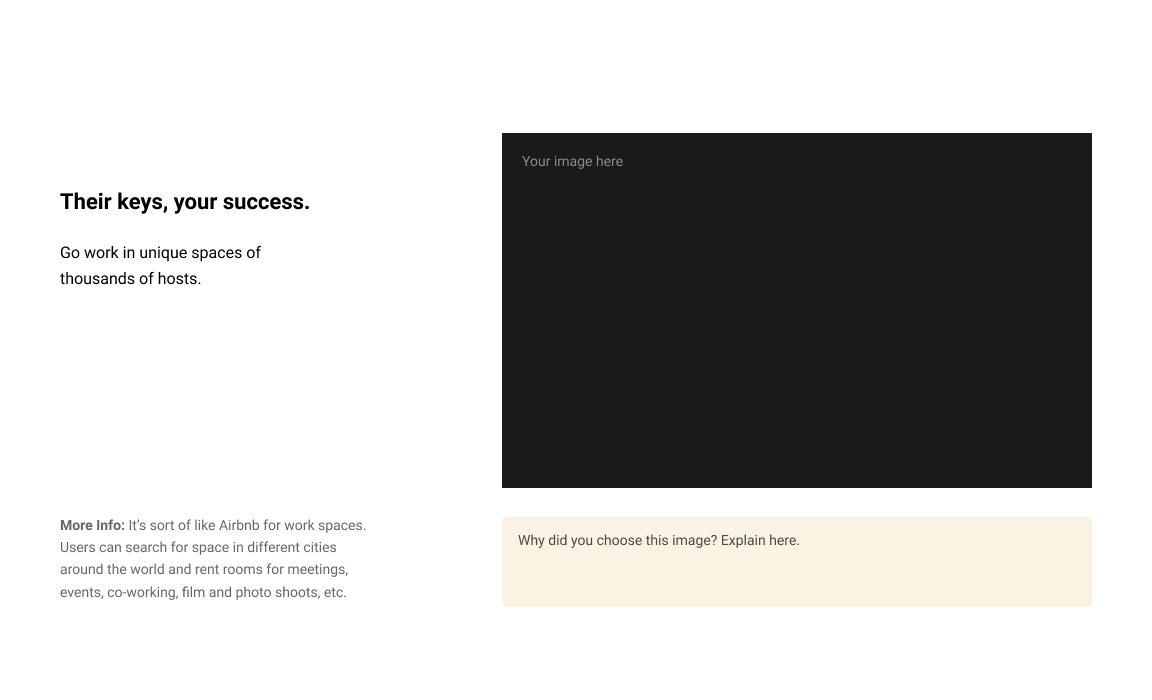 Their keys, your success.
Go work in unique spaces of
thousands of hosts.
Your image here
More Info: It's sort of like Airbnb for work spaces.
Users can search for space in different cities
around the world and rent rooms for meetings,
events, co-working, film and photo shoots, etc.
Why did you choose this image? Explain here.